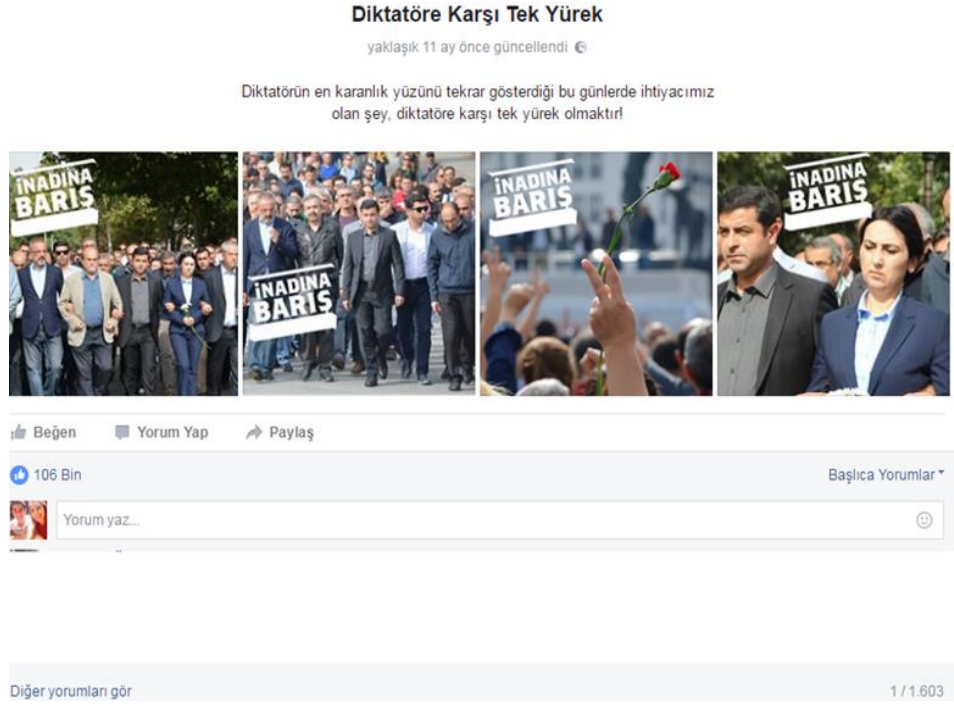 Diktatöre Karşı Tek Yürek
yaklaşık 11 ay önce güncellendi
Diktatörün en karanlık yüzünü tekrar gösterdiği bu günlerde ihtiyacımız
olan şey, diktatöre karşı tek yürek olmaktır!
İNADINA
BARIŞ
İNADINA
BARIŞ
İNADINA
BARIŞ
İNADINA
BARIŞ
Beğen Yorum Yap Paylaş
106 Bin Başlıca Yorumlar
Yorum yaz...
Diğer yorumları gör 1 / 1.603